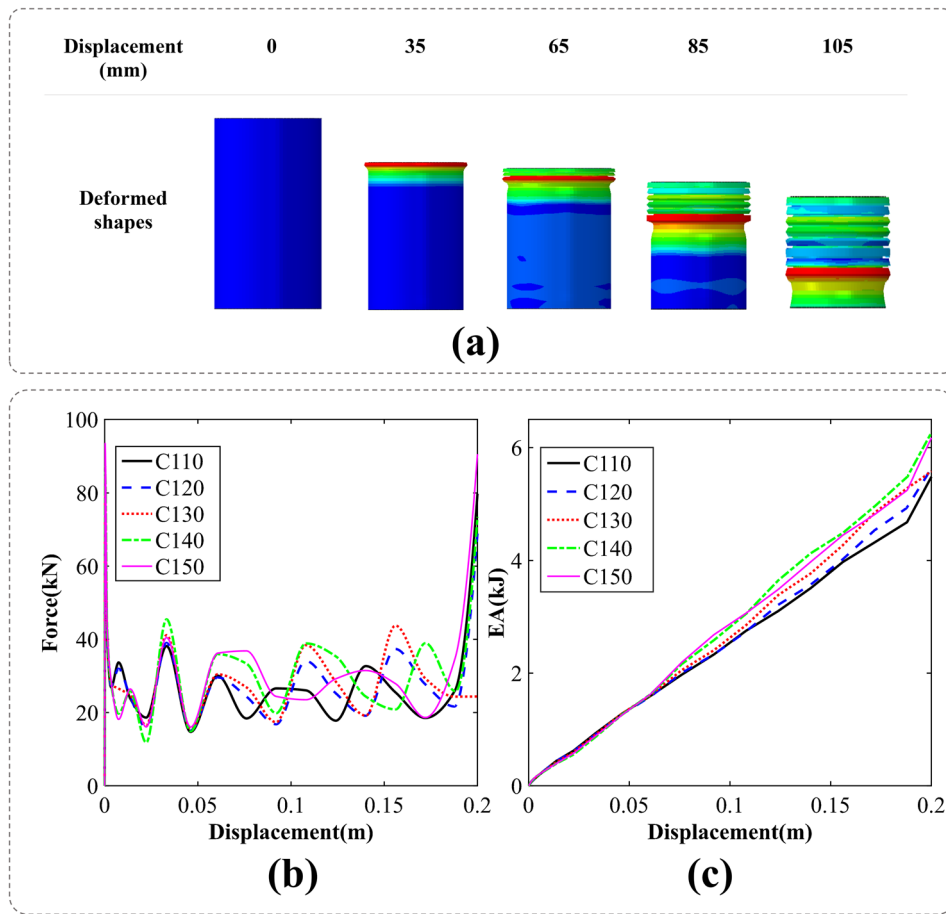 Displacement (mm) 0 35 65 85 105
Deformed shapes
(a)
100
80
60
40
20
0
Force(kN)
C110
C120
C130
C140
C150
0 0.05 0.1 0.15 0.2
Displacement(m)
(b)
6
4
2
0
EA(kJ)
C110
C120
C130
C140
C150
0 0.05 0.1 0.15 0.2
Displacement(m)
(c)